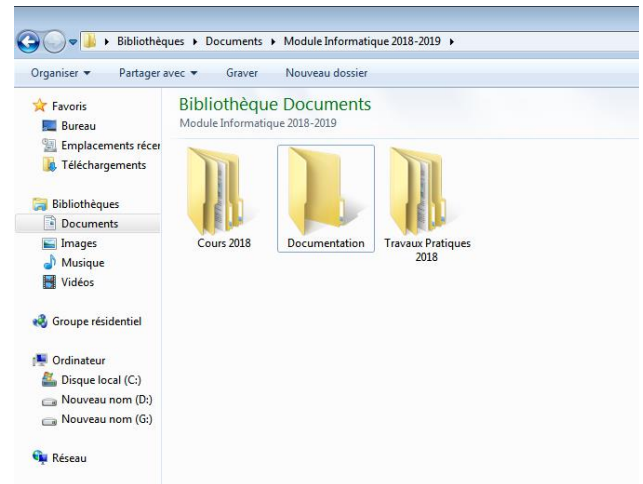 Bibliothèques Documents Module Informatique 2018-2019
Organiser Partager avec Graver Nouveau dossier
Favoris
Bureau
Emplacements récer
Téléchargements
Bibliothèques
Documents
Images
Musique
Vidéos
Groupe résidentiel
Ordinateur
Disque local (C:)
Nouveau nom (D:)
Nouveau nom (G:)
Réseau
Bibliothèque Documents
Module Informatique 2018-2019
Cours 2018
Documentation
Travaux Pratiques
2018